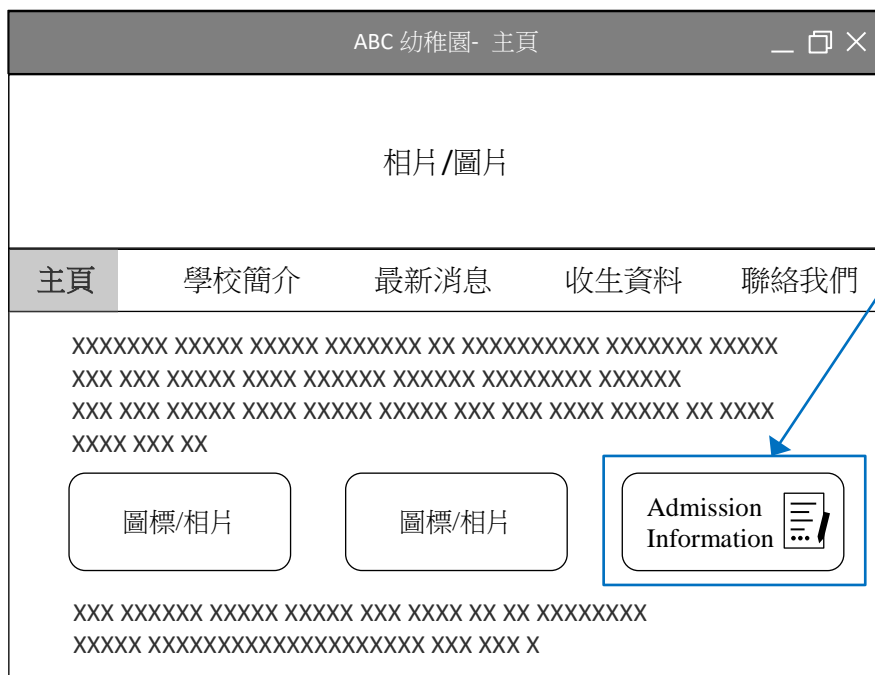 ABC 幼稚園- 主頁
相片/圖片
主頁 學校簡介 最新消息 收生資料 聯絡我們
XXXXXXX XXXXX XXXXX XXXXXXX XX XXXXXXXXXX XXXXXXX XXXXX
XXX XXX XXXXX XXXX XXXXXX XXXXXX XXXXXXXX XXXXXX
XXX XXX XXXXX XXXX XXXXX XXXXX XXX XXX XXXX XXXXX XX XXXX
XXXX XXX XX
圖標/相片 圖標/相片 Admission
Information
XXX XXXXXX XXXXX XXXXX XXX XXXX XX XX XXXXXXXX
XXXXX XXXXXXXXXXXXXXXXXXXX XXX XXX X